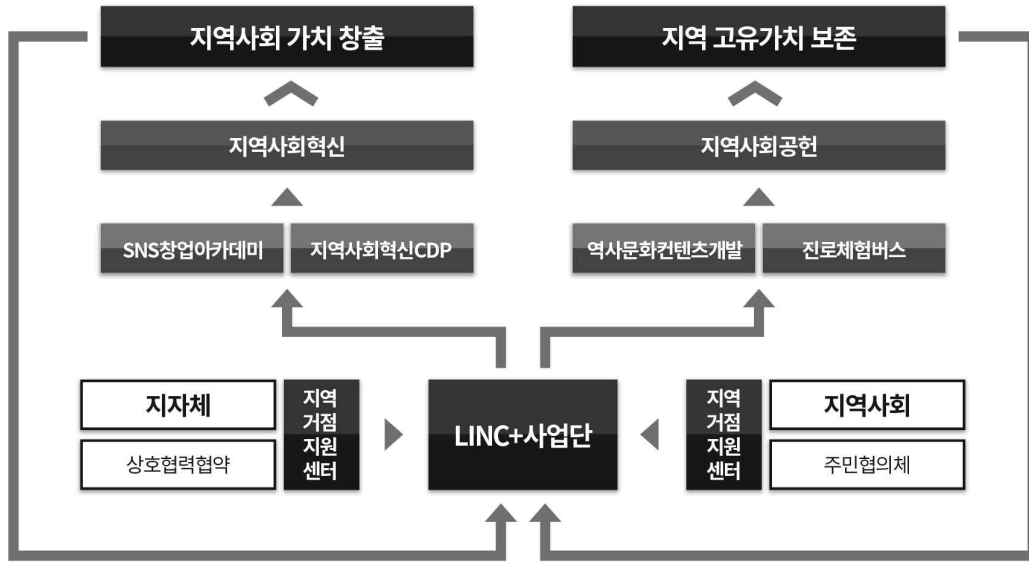 지역사회 가치 창출
지역 고유가치 보존
지역사회혁신
지역사회공헌
SNS창업아카데미
지역사회혁신CDP
역사문화컨텐츠개발
진로체험버스
지자체
상호협력협약
지역
거점
지원
센터
LINC+사업단
지역
거점
지원
센터
지역사회
주민협의체